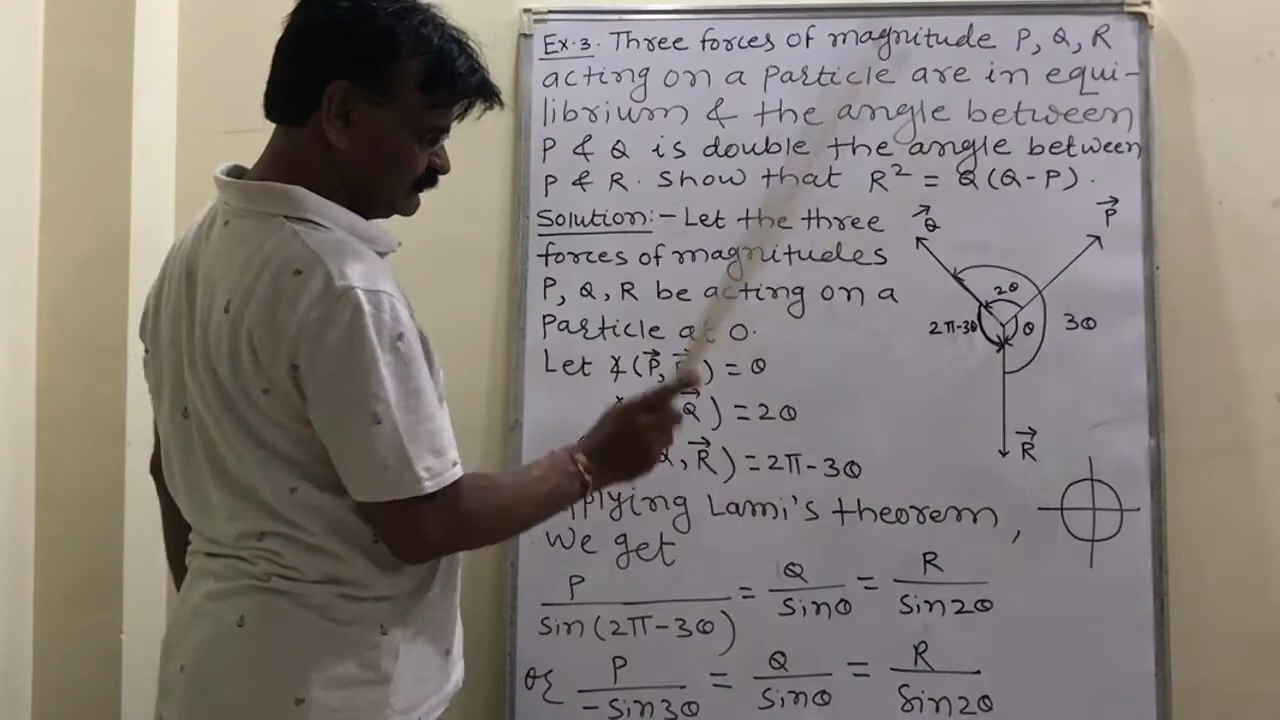 Ex.3. Three forces of magnitude P, Q, R
acting on a particle are in equi-
librium & the angle between
P & Q is double the angle between
P & R. Show that R² = Q(Q-P).
Solution:- Let the three
forces of magnitudes
P, Q, R be acting on a
Particle at O.
Let ∡(P⃗, ) = θ
Q⃗) = 2θ
Q, R⃗) = 2π-3θ
Applying Lami's theorem,
We get
P/sin(2π-3θ) = Q/sinθ = R/sin2θ
or P/-sin3θ = Q/sinθ = R/sin2θ
Q⃗
P⃗
2θ
2π-3θ
θ
3θ
R⃗